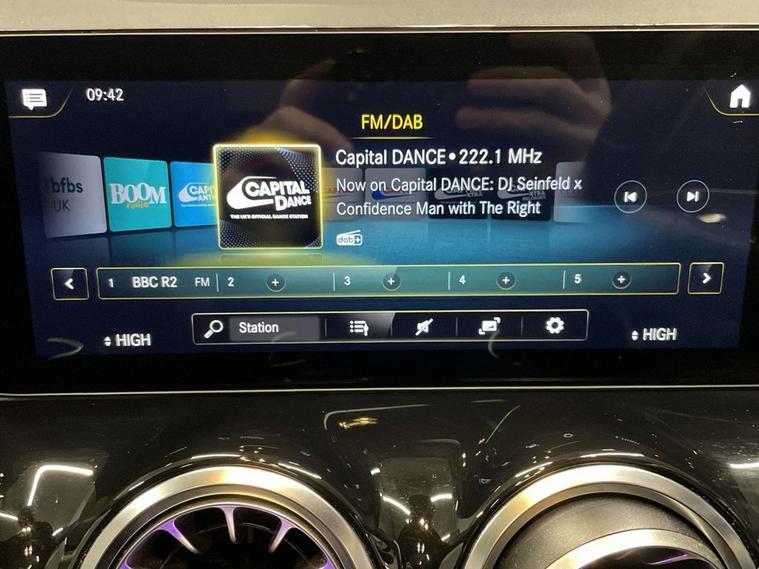 09:42
FM/DAB
Capital DANCE • 222.1 MHz
Now on Capital DANCE: DJ Seinfeld x
Confidence Man with The Right
bfbs
UK
BOOM
radio
CAPITAL
DANCE
THE UK'S OFFICIAL DANCE STATION
dab+
1 BBC R2 FM 2 + 3 + 4 + 5 +
Station
HIGH
HIGH